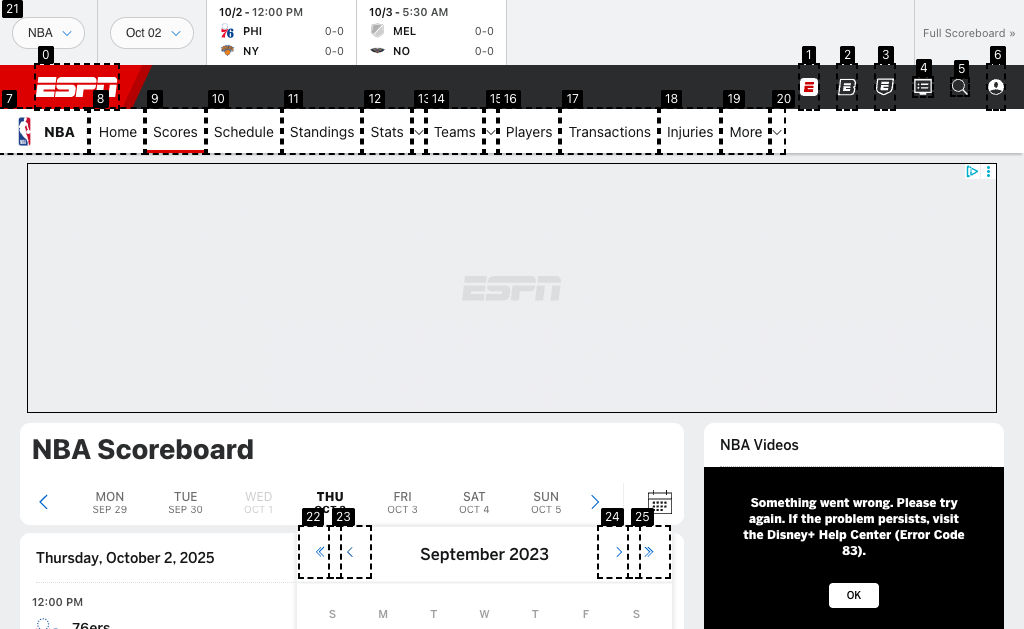 21
NBA
Oct 02
10/2 - 12:00 PM
PHI 0-0
NY 0-0
10/3 - 5:30 AM
MEL 0-0
NO 0-0
Full Scoreboard »
0 1 2 3 4 5 6
ESPN
7 8 9 10 11 12 13 14 15 16 17 18 19 20
NBA Home Scores Schedule Standings Stats Teams Players Transactions Injuries More
ESPN
NBA Scoreboard
MON TUE WED THU FRI SAT SUN
SEP 29 SEP 30 OCT 1 OCT 2 OCT 3 OCT 4 OCT 5
22 23 24 25
Thursday, October 2, 2025
September 2023
12:00 PM
S M T W T F S
76ers
NBA Videos
Something went wrong. Please try
again. If the problem persists, visit
the Disney+ Help Center (Error Code
83).
OK